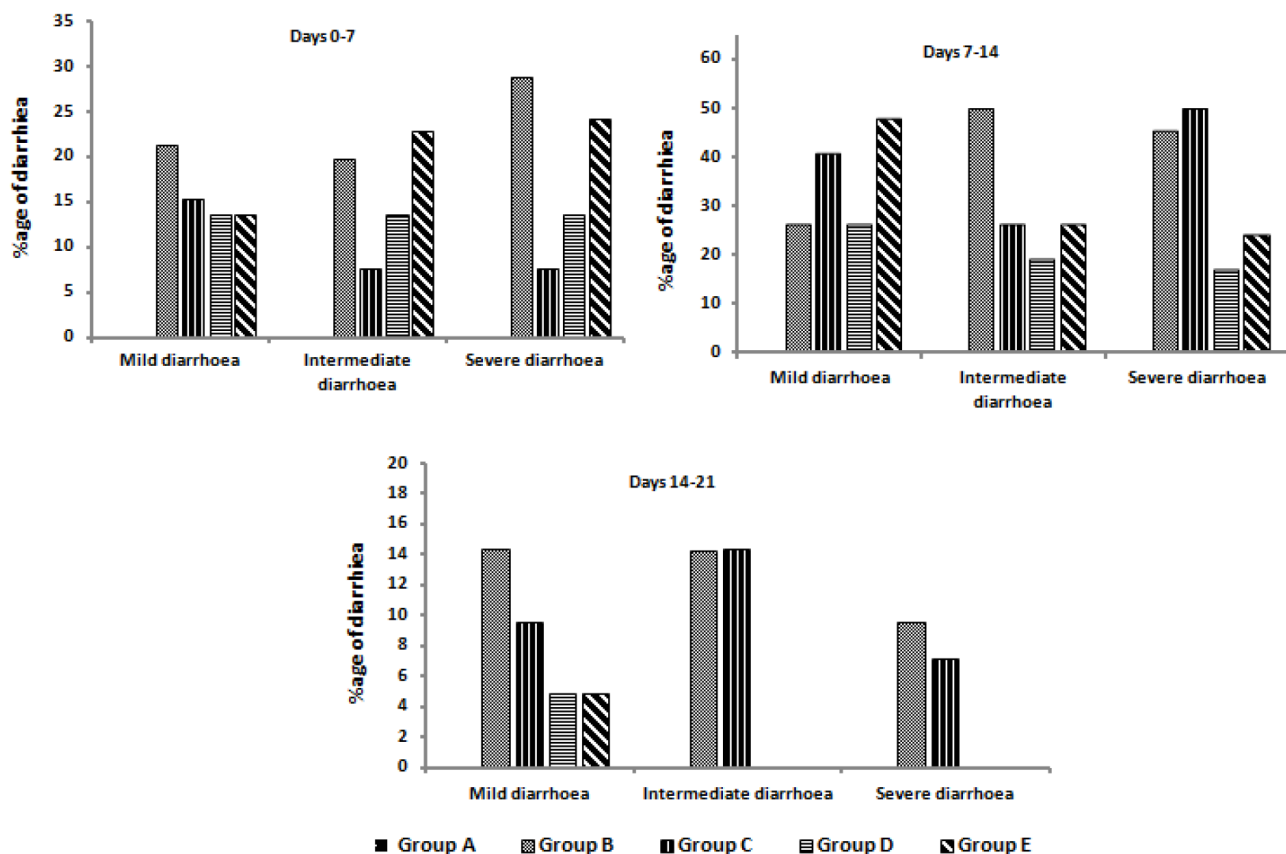 Days 0-7
%age of diarrhiea
35
30
25
20
15
10
5
0
Mild diarrhoea
Intermediate
diarrhoea
Severe diarrhoea
Days 7-14
%age of diarrhiea
60
50
40
30
20
10
0
Mild diarrhoea
Intermediate
diarrhoea
Severe diarrhoea
Days 14-21
%age of diarrhiea
20
18
16
14
12
10
8
6
4
2
0
Mild diarrhoea
Intermediate diarrhoea
Severe diarrhoea
Group A Group B Group C Group D Group E